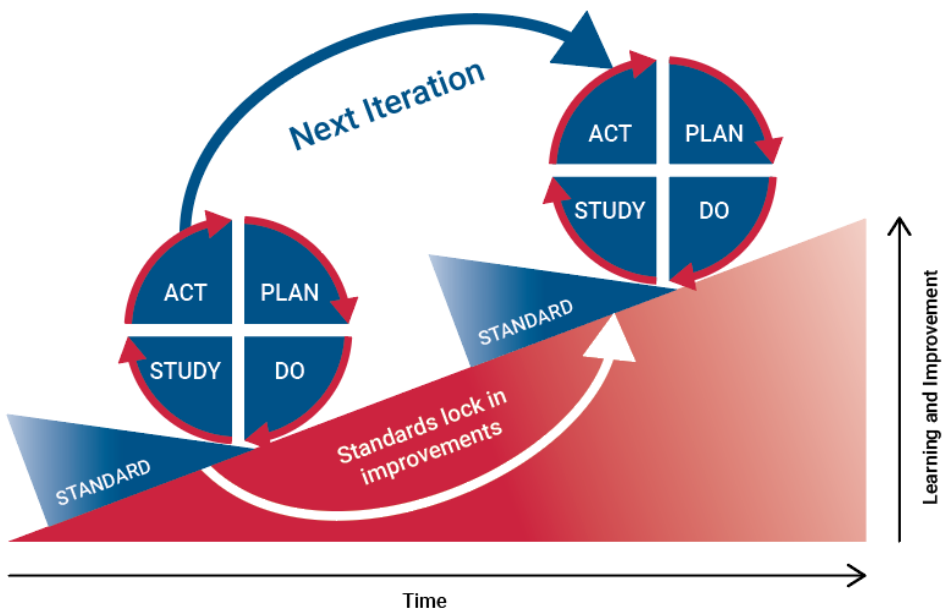 Next Iteration
ACT
PLAN
STUDY
DO
STANDARD
ACT
PLAN
STUDY
DO
STANDARD
Standards lock in
improvements
Learning and Improvement
Time